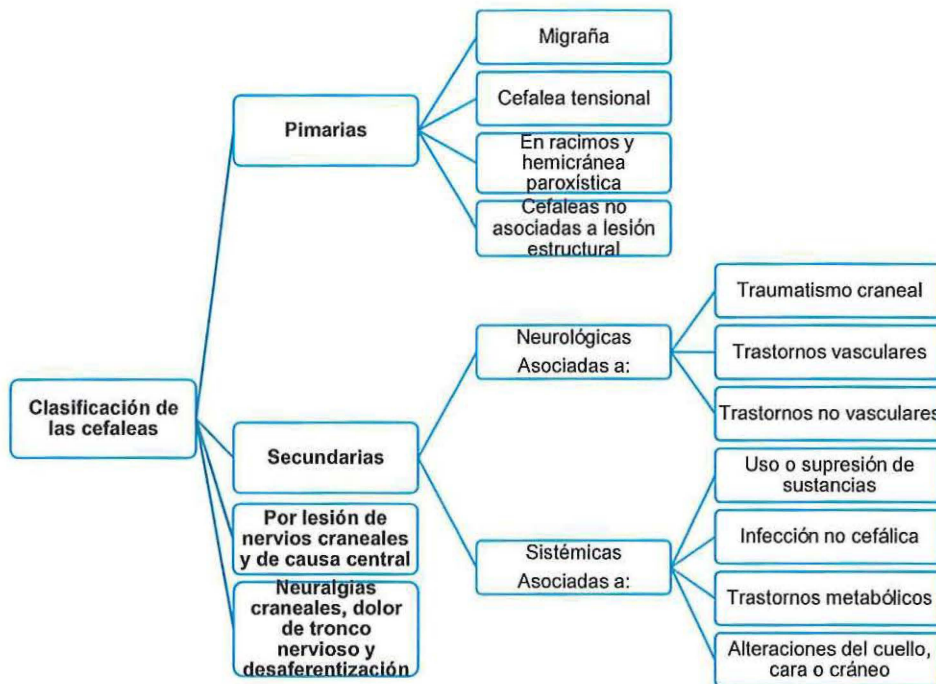 Clasificación de
las cefaleas
Pimarias
Migraña
Cefalea tensional
En racimos y
hemicránea
paroxística
Cefaleas no
asociadas a lesión
estructural
Secundarias
Neurológicas
Asociadas a:
Traumatismo craneal
Trastornos vasculares
Trastornos no vasculares
Sistémicas
Asociadas a:
Uso o supresión de
sustancias
Infección no cefálica
Trastornos metabólicos
Alteraciones del cuello,
cara o cráneo
Por lesión de
nervios craneales
y de causa central
Neuralgias
craneales, dolor
de tronco
nervioso y
desaferentización